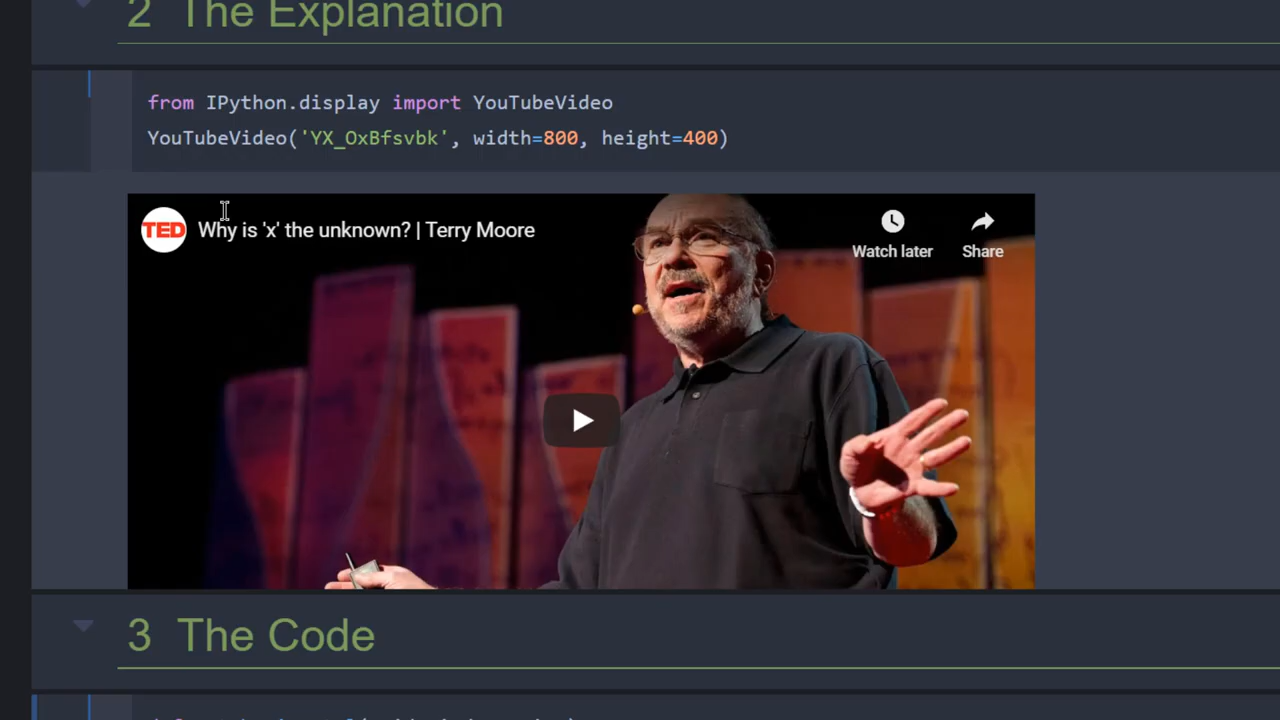 2 The Explanation
from IPython.display import YouTubeVideo
YouTubeVideo('YX_OxBfsvbk', width=800, height=400)
TED Why is 'x' the unknown? | Terry Moore
Watch later Share
3 The Code